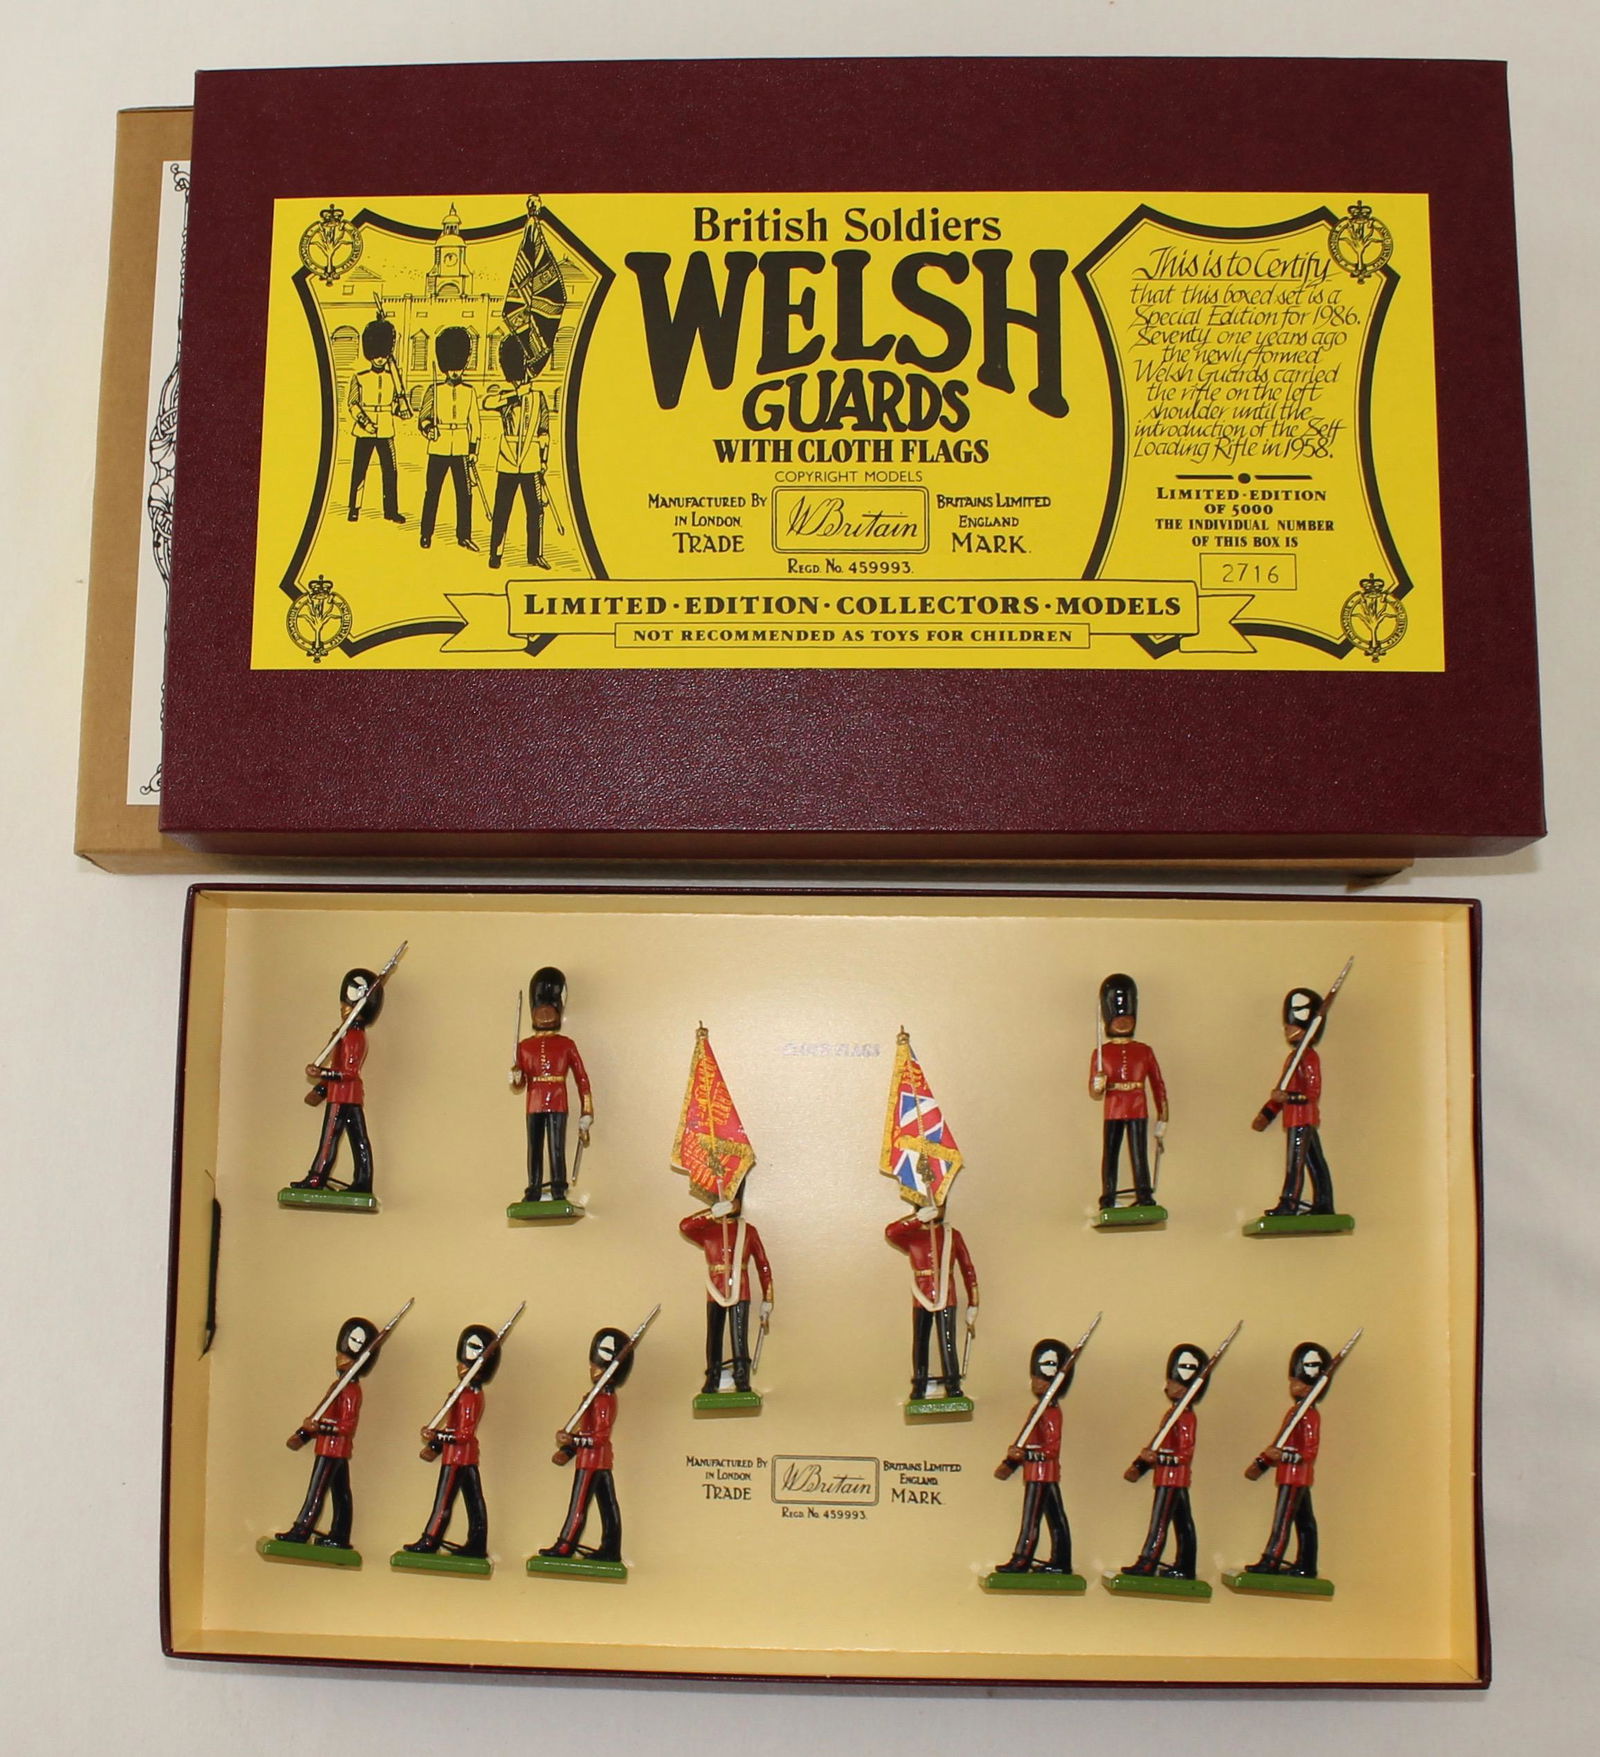 British Soldiers
WELSH
GUARDS
WITH CLOTH FLAGS
COPYRIGHT MODELS
MANUFACTURED BY
IN LONDON.
TRADE
WBritain
BRITAINS LIMITED
ENGLAND
MARK.
REGD. No. 459993.
LIMITED·EDITION·COLLECTORS·MODELS
NOT RECOMMENDED AS TOYS FOR CHILDREN
This is to Certify
that this boxed set is a
Special Edition for 1986.
Seventy one years ago
the newly formed
Welsh Guards carried
the rifle on the left
shoulder until the
introduction of the Self
Loading Rifle in 1958.
LIMITED·EDITION
OF 5000
THE INDIVIDUAL NUMBER
OF THIS BOX IS
2716
FLAGS
MANUFACTURED BY
IN LONDON
TRADE
WBritain
BRITAINS LIMITED
ENGLAND.
MARK.
REGD. No. 459993.